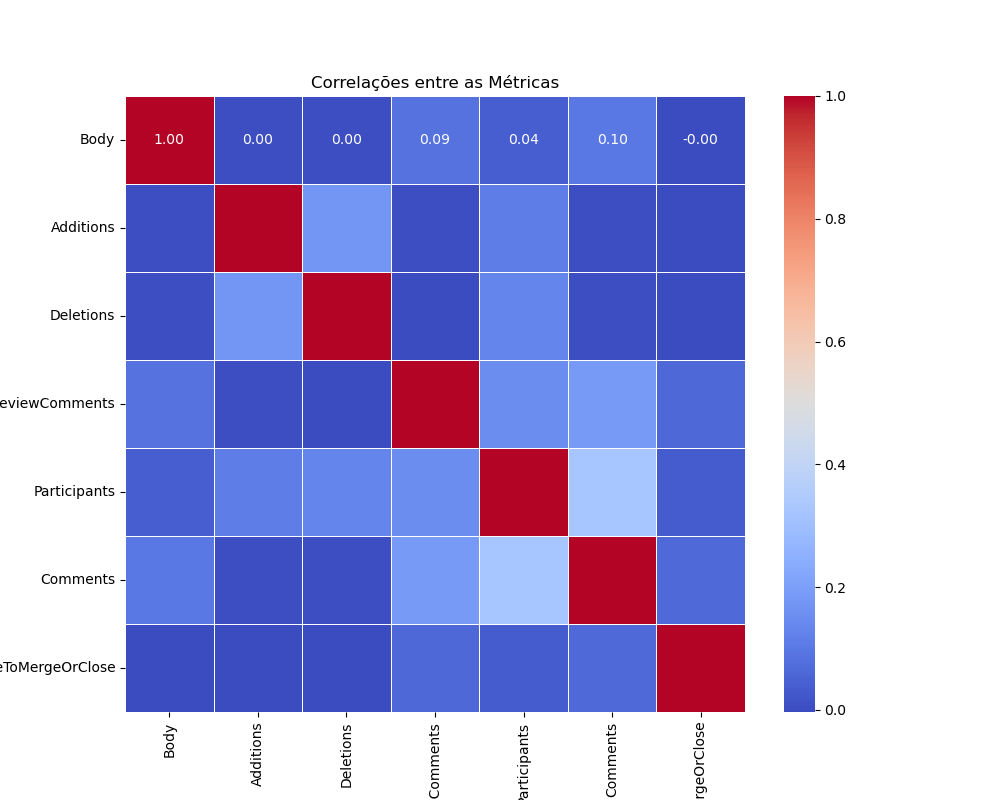 Correlações entre as Métricas
Body 1.00 0.00 0.00 0.09 0.04 0.10 -0.00
Additions
Deletions
eviewComments
Participants
Comments
ToMergeOrClose
Body Additions Deletions Comments articipants Comments rgeOrClose
1.0
0.8
0.6
0.4
0.2
0.0